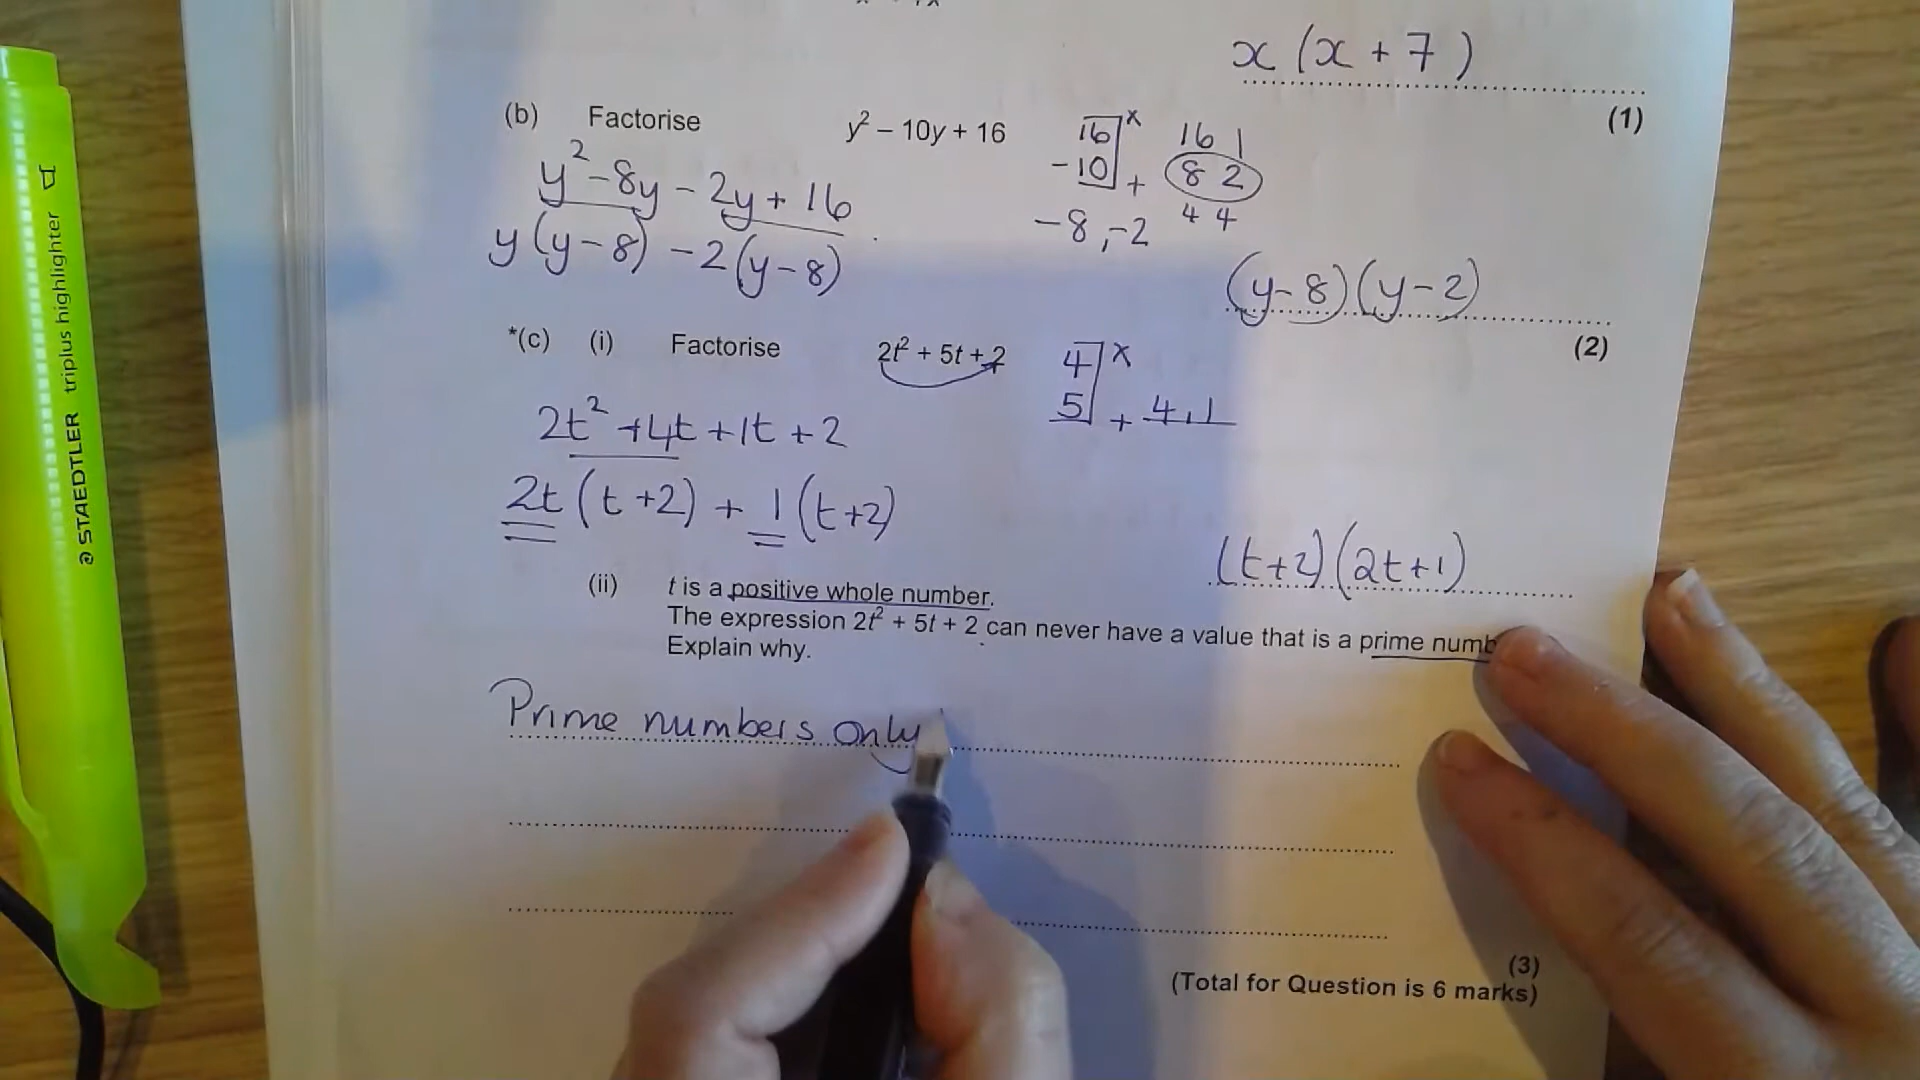 x (x + 7)
(1)
(b) Factorise y² – 10y + 16
16 x 16 1
-10 + 8 2
-8, -2 4 4
y² - 8y - 2y + 16
y(y - 8) - 2(y - 8)
(y - 8)(y - 2)
(2)
*(c) (i) Factorise 2t² + 5t + 2
4 x
5 + 4, 1
2t² + 4t + 1t + 2
2t (t + 2) + 1 (t + 2)
(t + 2)(2t + 1)
(ii) t is a positive whole number.
The expression 2t² + 5t + 2 can never have a value that is a prime numb
Explain why.
Prime numbers only
(3)
(Total for Question is 6 marks)
STAEDTLER triplus highlighter